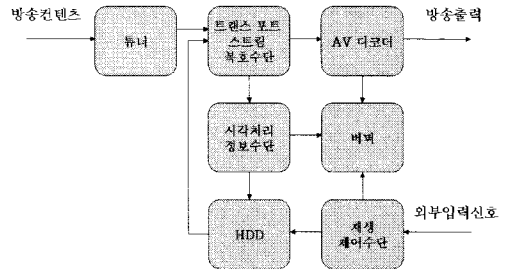 방송컨텐츠
튜너
트랜스 포트
스트림
복호수단
AV 디코더
방송출력
시각처리
정보수단
버퍼
HDD
재생
제어수단
외부입력신호